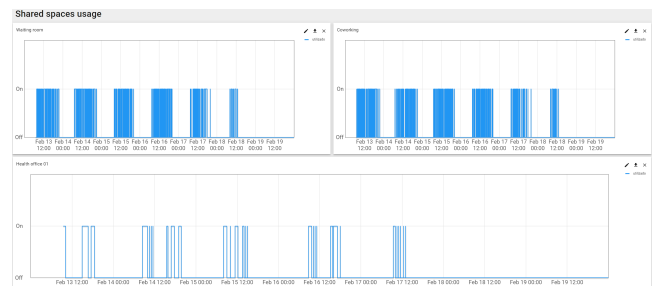 Shared spaces usage
Waiting room
Coworking
On
On
Off
Off
Feb 13 Feb 14 Feb 14 Feb 15 Feb 15 Feb 16 Feb 16 Feb 17 Feb 17 Feb 18 Feb 18 Feb 19 Feb 19
12:00 00:00 12:00 00:00 12:00 00:00 12:00 00:00 12:00 00:00 12:00 00:00 12:00
Feb 13 Feb 14 Feb 14 Feb 15 Feb 15 Feb 16 Feb 16 Feb 17 Feb 17 Feb 18 Feb 18 Feb 19 Feb 19
12:00 00:00 12:00 00:00 12:00 00:00 12:00 00:00 12:00 00:00 12:00 00:00 12:00
Health office 01
On
Off
Feb 13 12:00 Feb 14 00:00 Feb 14 12:00 Feb 15 00:00 Feb 15 12:00 Feb 16 00:00 Feb 16 12:00 Feb 17 00:00 Feb 17 12:00 Feb 18 00:00 Feb 18 12:00 Feb 19 00:00 Feb 19 12:00